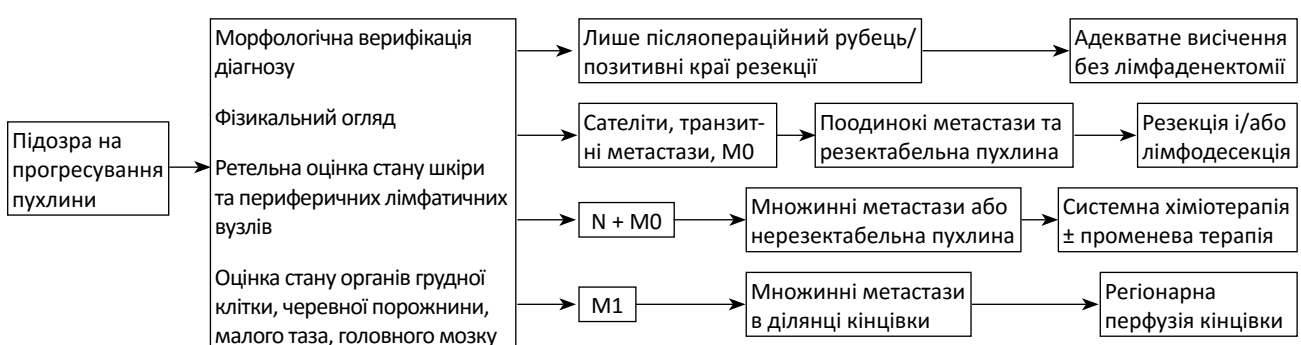 Підозра на
прогресування
пухлини
Морфологічна верифікація
діагнозу
Фізикальний огляд
Ретельна оцінка стану шкіри
та периферичних лімфатичних
вузлів
Оцінка стану органів грудної
клітки, черевної порожнини,
малого таза, головного мозку
Лише післяопераційний рубець/
позитивні краї резекції
Адекватне висічення
без лімфаденектомії
Сателіти, транзит-
ні метастази, M0
Поодинокі метастази та
резектабельна пухлина
Резекція і/або
лімфодесекція
N + M0
Множинні метастази або
нерезектабельна пухлина
Системна хіміотерапія
± променева терапія
M1
Множинні метастази
в ділянці кінцівки
Регіонарна
перфузія кінцівки